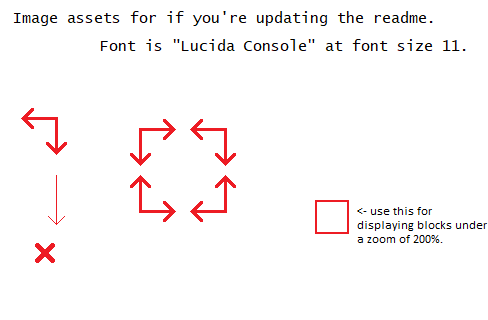 Image assets for if you're updating the readme.
Font is "Lucida Console" at font size 11.
<- use this for
displaying blocks under
a zoom of 200%.